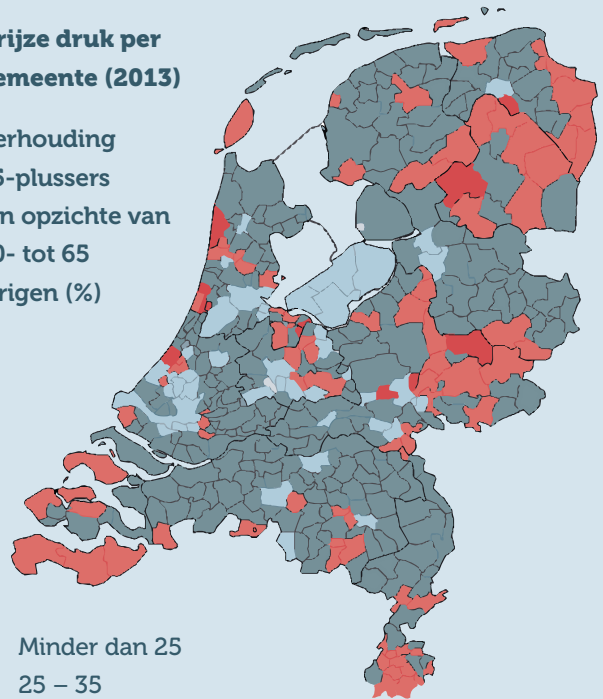 rijze druk per
emeente (2013)
erhouding
5-plussers
n opzichte van
0- tot 65
rigen (%)
Minder dan 25
25 – 35